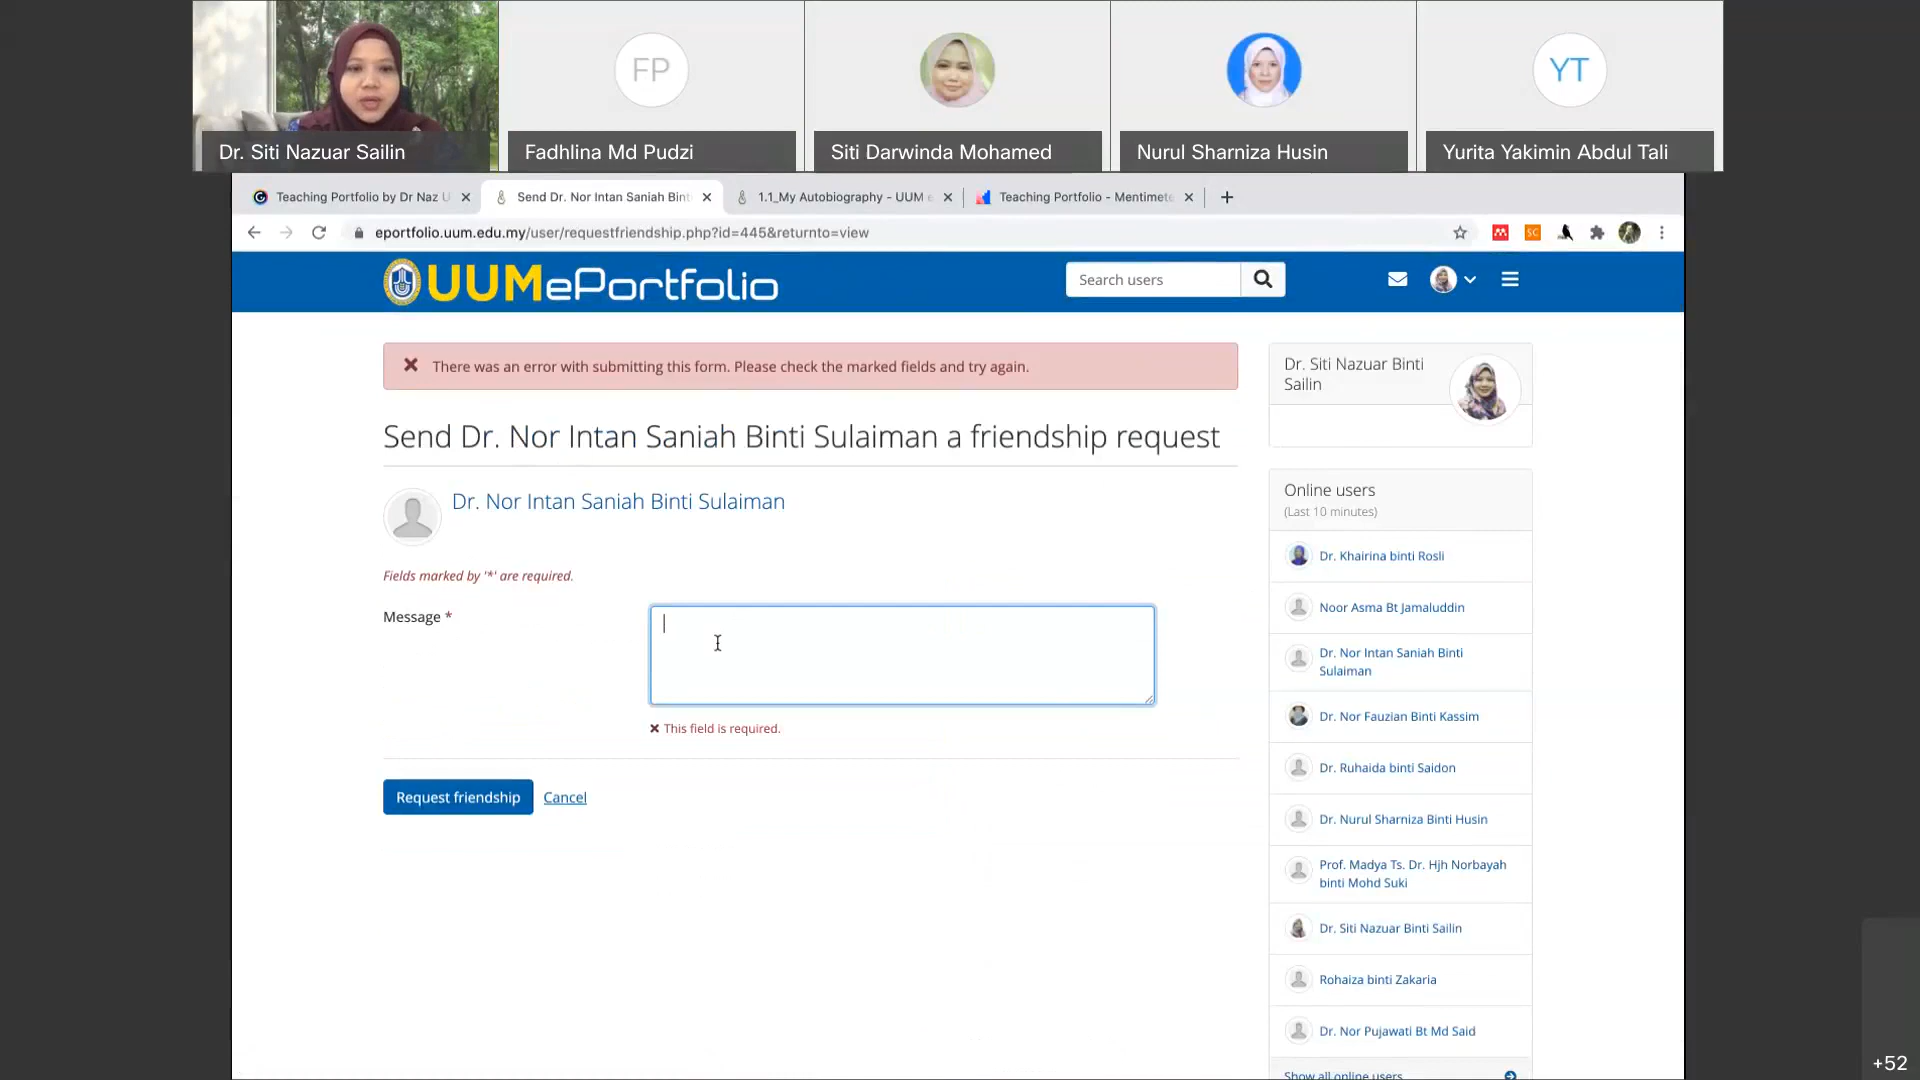 FP
YT
Dr. Siti Nazuar Sailin
Fadhlina Md Pudzi
Siti Darwinda Mohamed
Nurul Sharniza Husin
Yurita Yakimin Abdul Tali
Teaching Portfolio by Dr Naz U
Send Dr. Nor Intan Saniah Bint
1.1_My Autobiography - UUM e
Teaching Portfolio - Mentimete
eportfolio.uum.edu.my/user/requestfriendship.php?id=445&returnto=view
SC
UUMePortfolio
Search users
There was an error with submitting this form. Please check the marked fields and try again.
Send Dr. Nor Intan Saniah Binti Sulaiman a friendship request
Dr. Nor Intan Saniah Binti Sulaiman
Fields marked by '*' are required.
Message *
This field is required.
Request friendship
Cancel
Dr. Siti Nazuar Binti
Sailin
Online users
(Last 10 minutes)
Dr. Khairina binti Rosli
Noor Asma Bt Jamaluddin
Dr. Nor Intan Saniah Binti
Sulaiman
Dr. Nor Fauzian Binti Kassim
Dr. Ruhaida binti Saidon
Dr. Nurul Sharniza Binti Husin
Prof. Madya Ts. Dr. Hjh Norbayah
binti Mohd Suki
Dr. Siti Nazuar Binti Sailin
Rohaiza binti Zakaria
Dr. Nor Pujawati Bt Md Said
Show all online users
+52